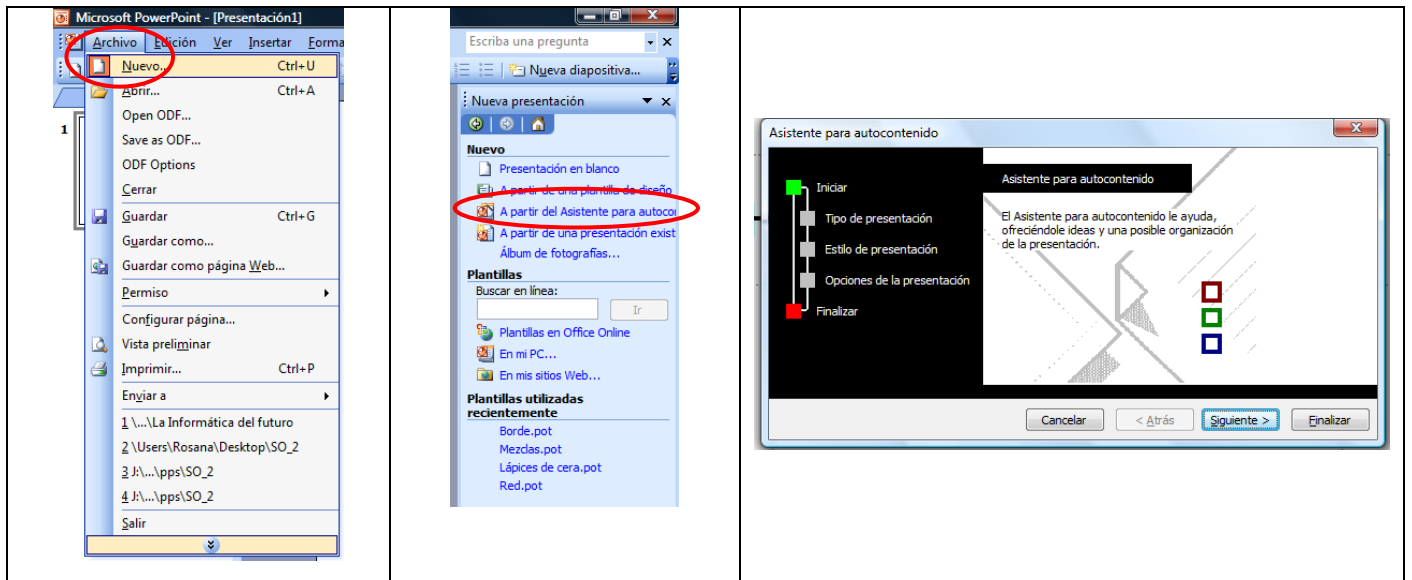 Microsoft PowerPoint - [Presentación1]
Archivo Edición Ver Insertar Forma
Nuevo... Ctrl+U
Abrir... Ctrl+A
Open ODF...
Save as ODF...
ODF Options
Cerrar
Guardar Ctrl+G
Guardar como...
Guardar como página Web...
Permiso
Configurar página...
Vista preliminar
Imprimir... Ctrl+P
Enviar a
1 \...\La Informática del futuro
2 \Users\Rosana\Desktop\SO_2
3 J:\...\pps\SO_2
4 J:\...\pps\SO_2
Salir
1
Escriba una pregunta
Nueva diapositiva...
Nueva presentación
Nuevo
Presentación en blanco
A partir de una plantilla de diseño
A partir del Asistente para autocon
A partir de una presentación exist
Álbum de fotografías...
Plantillas
Buscar en línea:
Ir
Plantillas en Office Online
En mi PC...
En mis sitios Web...
Plantillas utilizadas
recientemente
Borde.pot
Mezclas.pot
Lápices de cera.pot
Red.pot
Asistente para autocontenido
Iniciar
Tipo de presentación
Estilo de presentación
Opciones de la presentación
Finalizar
Asistente para autocontenido
El Asistente para autocontenido le ayuda,
ofreciéndole ideas y una posible organización
de la presentación.
Cancelar < Atrás Siguiente > Finalizar